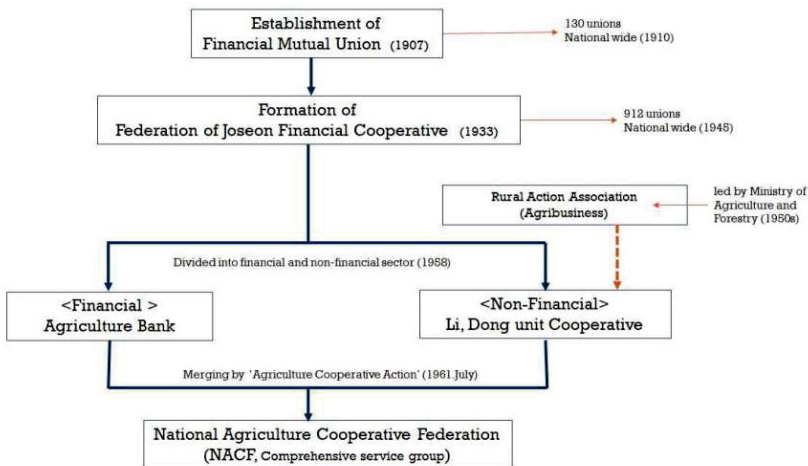 Establishment of
Financial Mutual Union (1907)
130 unions
National wide (1910)
Formation of
Federation of Joseon Financial Cooperative (1933)
912 unions
National wide (1945)
Rural Action Association
(Agribusiness)
led by Ministry of
Agriculture and
Forestry (1950s)
Divided into financial and non-financial sector (1958)
<Financial >
Agriculture Bank
<Non-Financial>
Li, Dong unit Cooperative
Merging by 'Agriculture Cooperative Action' (1961 July)
National Agriculture Cooperative Federation
(NACF, Comprehensive service group)